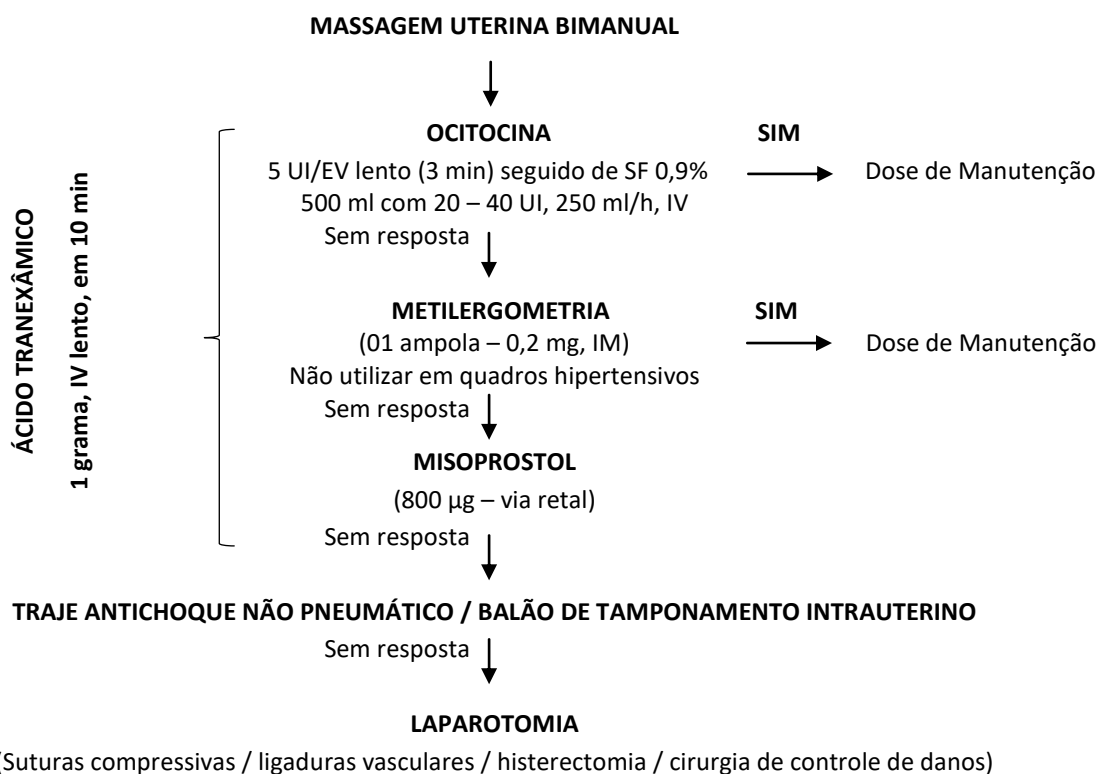 MASSAGEM UTERINA BIMANUAL
OCITOCINA
SIM
5 UI/EV lento (3 min) seguido de SF 0,9%
500 ml com 20 – 40 UI, 250 ml/h, IV
Dose de Manutenção
Sem resposta
ÁCIDO TRANEXÂMICO
1 grama, IV lento, em 10 min
METILERGOMETRIA
SIM
(01 ampola – 0,2 mg, IM)
Dose de Manutenção
Não utilizar em quadros hipertensivos
Sem resposta
MISOPROSTOL
(800 µg – via retal)
Sem resposta
TRAJE ANTICHOQUE NÃO PNEUMÁTICO / BALÃO DE TAMPONAMENTO INTRAUTERINO
Sem resposta
LAPAROTOMIA
(Suturas compressivas / ligaduras vasculares / histerectomia / cirurgia de controle de danos)